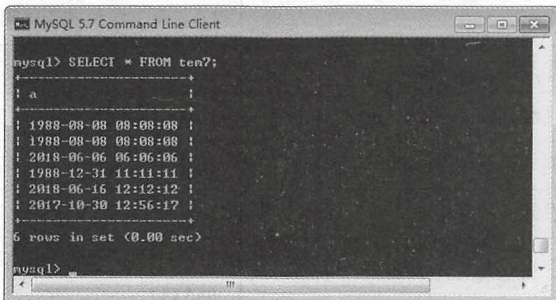 MySQL 5.7 Command Line Client
mysql> SELECT * FROM tem7;
+---------------------+
| a                   |
+---------------------+
| 1988-08-08 08:08:08 |
| 1988-08-08 08:08:08 |
| 2018-06-06 06:06:06 |
| 1988-12-31 11:11:11 |
| 2018-06-16 12:12:12 |
| 2017-10-30 12:56:17 |
+---------------------+
6 rows in set (0.00 sec)
mysql>